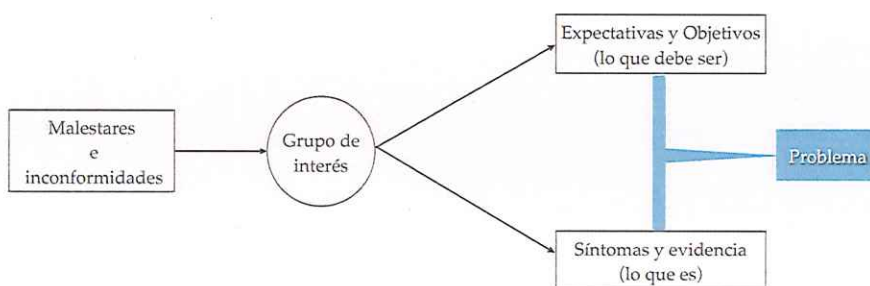 Malestares
e
inconformidades
Grupo de
interés
Expectativas y Objetivos
(lo que debe ser)
Problema
Síntomas y evidencia
(lo que es)